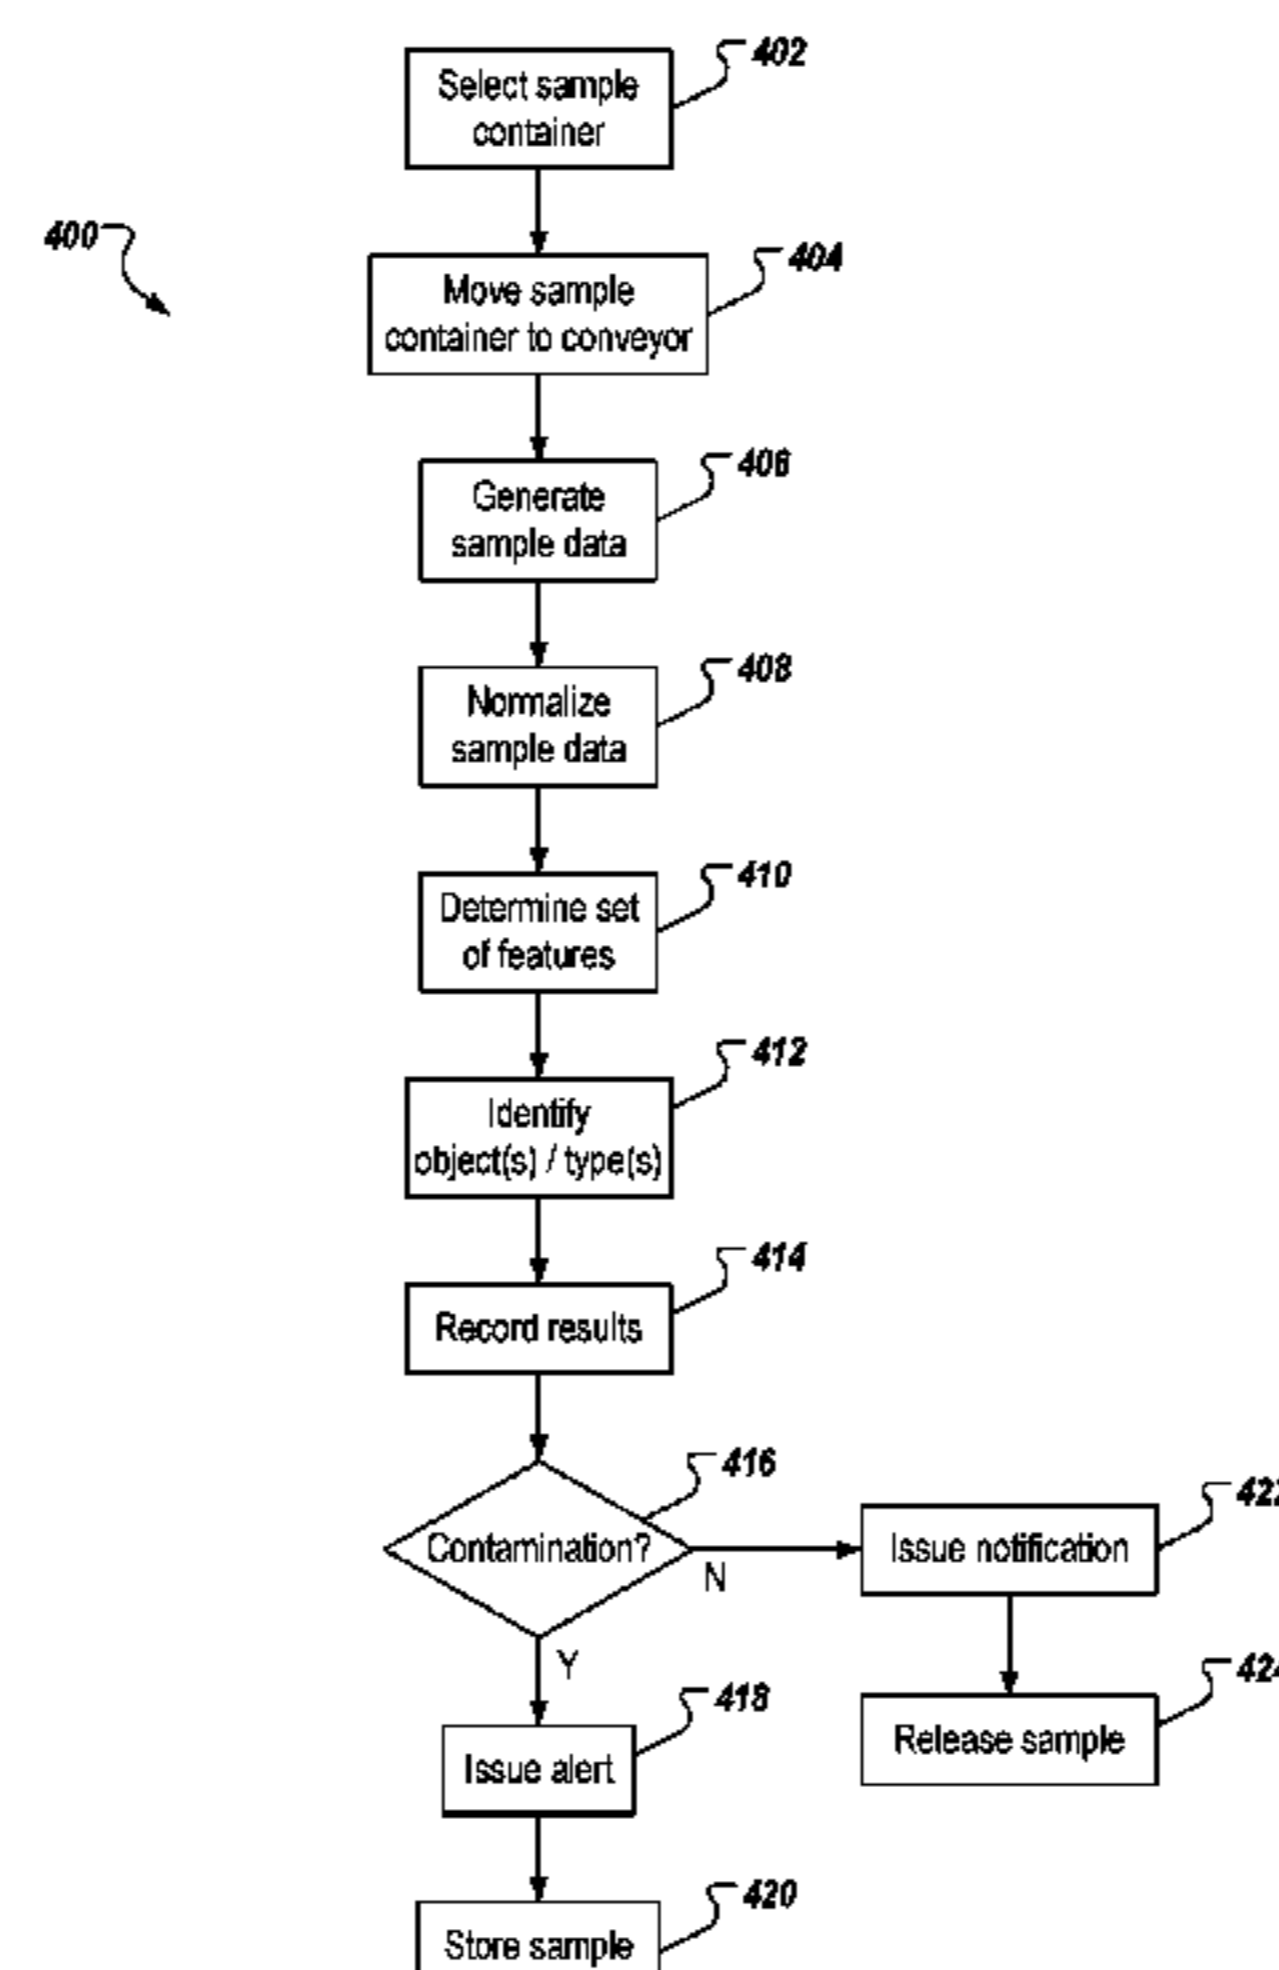 402
Select sample
container
400
404
Move sample
container to conveyor
406
Generate
sample data
408
Normalize
sample data
410
Determine set
of features
412
Identify
object(s) / type(s)
414
Record results
416
Contamination?
N
Y
422
Issue notification
424
Release sample
418
Issue alert
420
Store sample